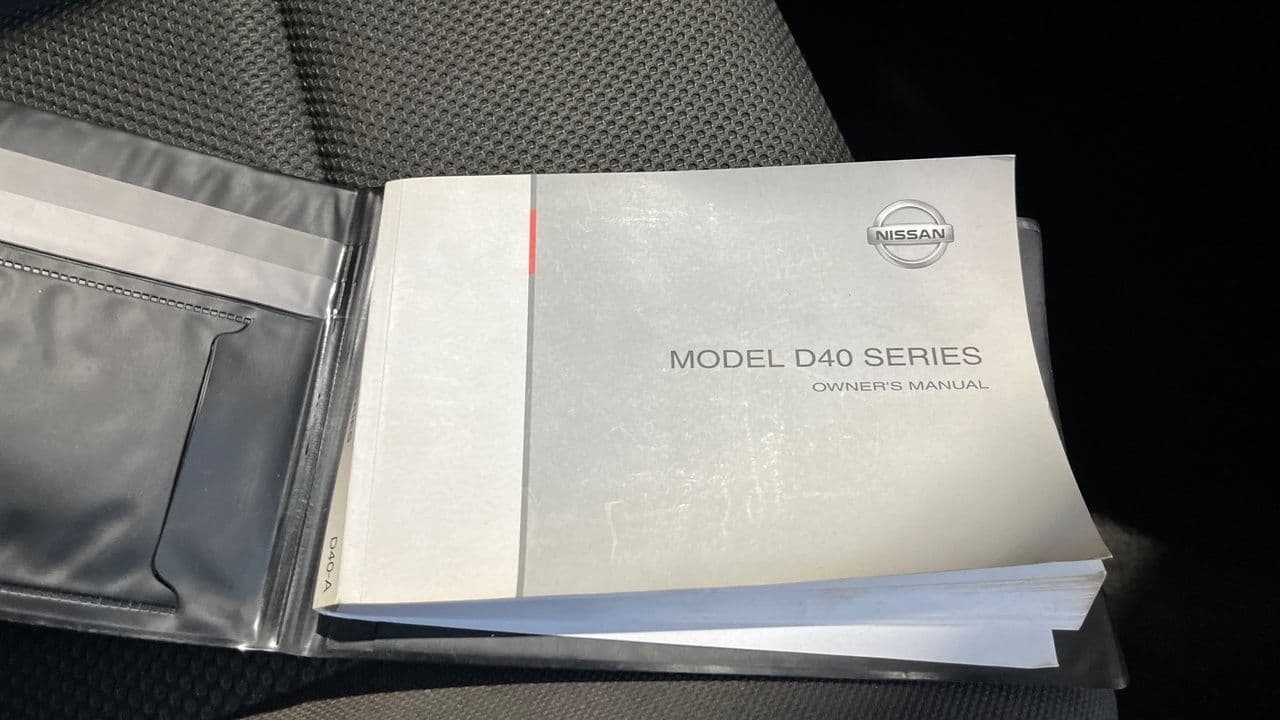 NISSAN
MODEL D40 SERIES
OWNER'S MANUAL
D40-A